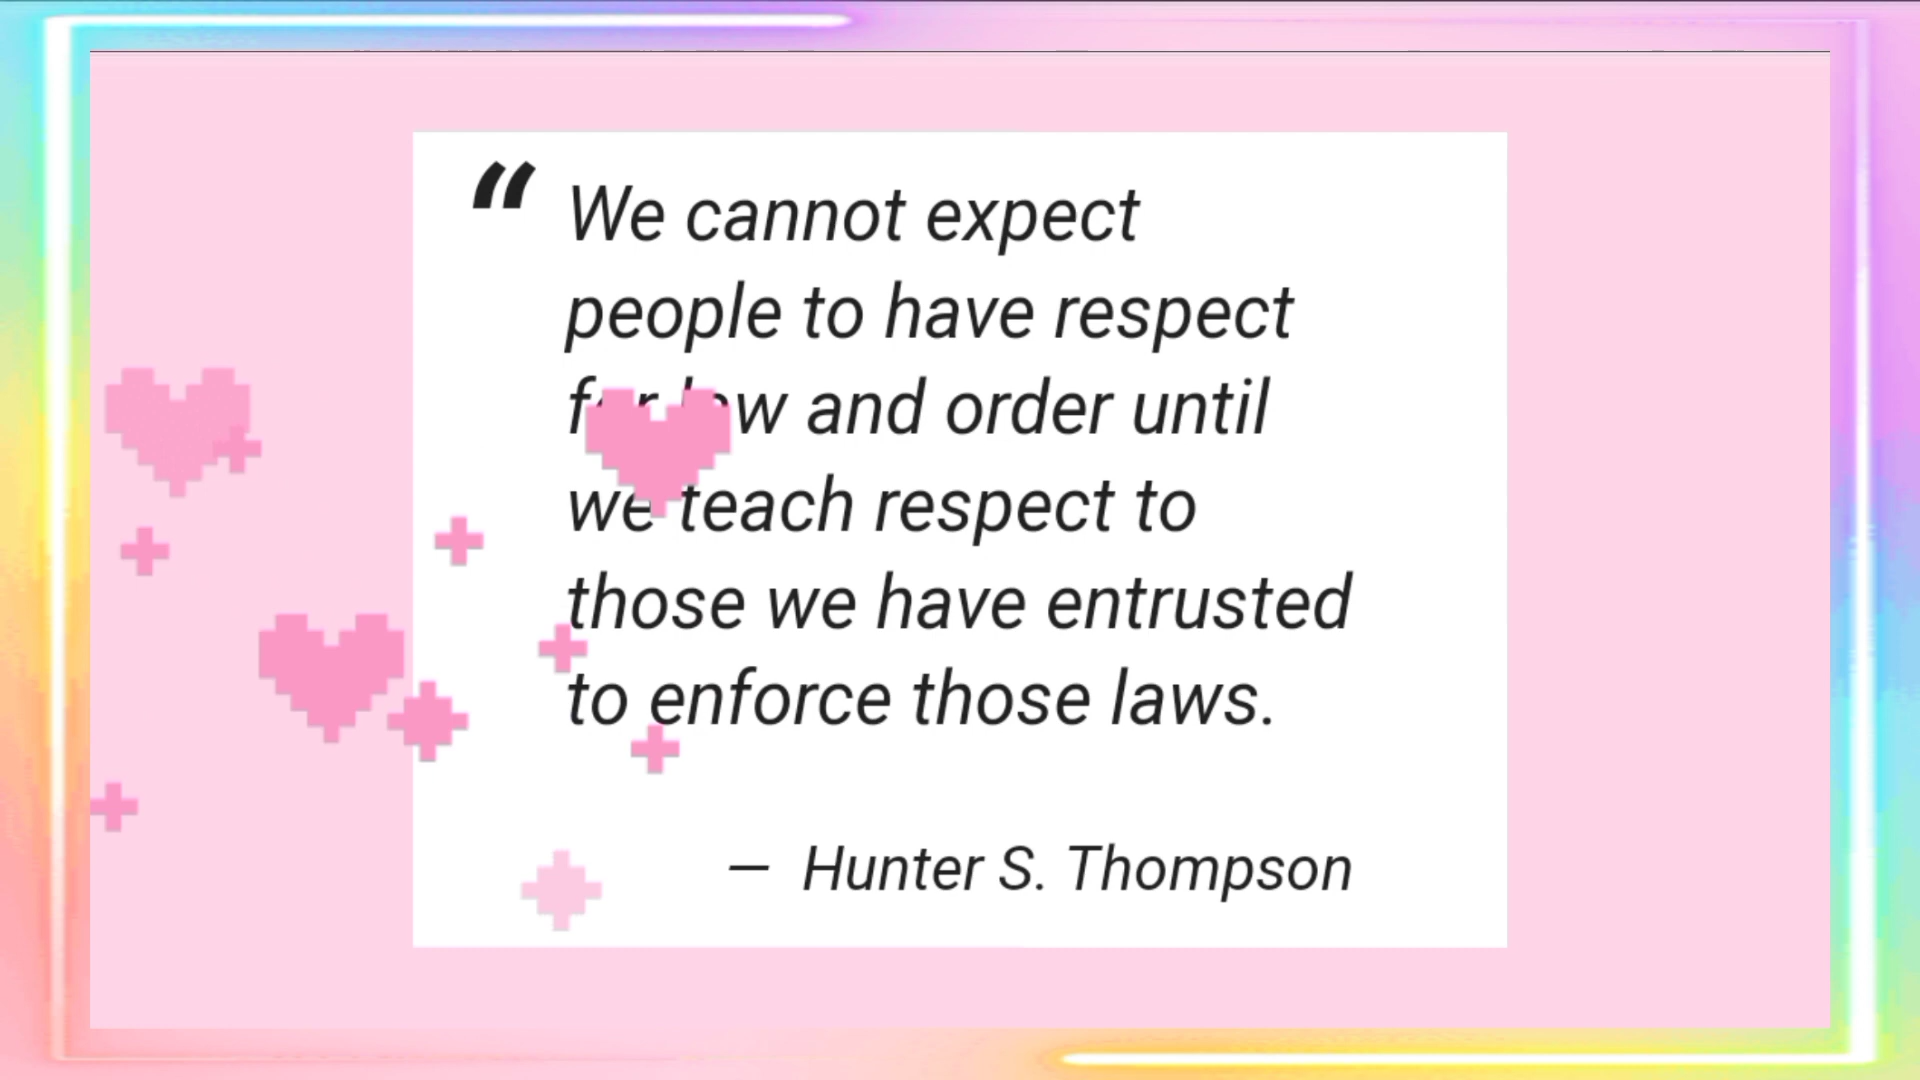 “ We cannot expect
people to have respect
for law and order until
we teach respect to
those we have entrusted
to enforce those laws.
— Hunter S. Thompson